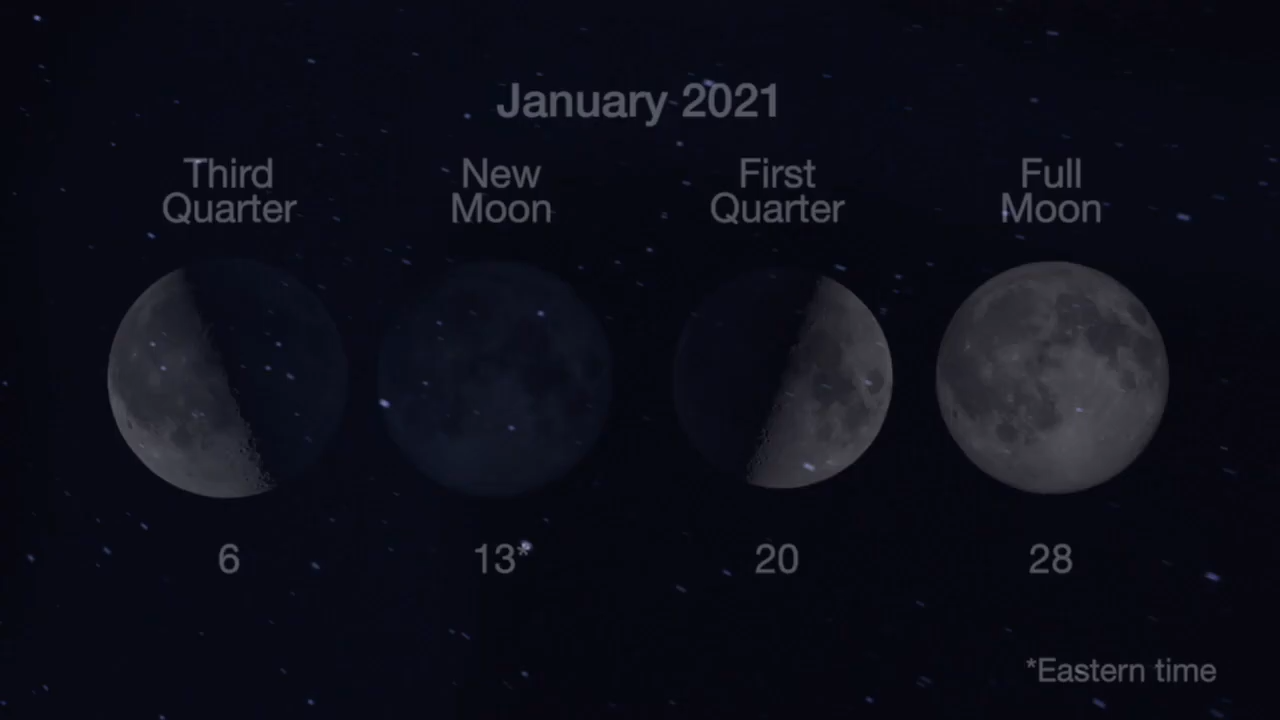 January 2021
Third
Quarter
New
Moon
First
Quarter
Full
Moon
6
13*
20
28
*Eastern time